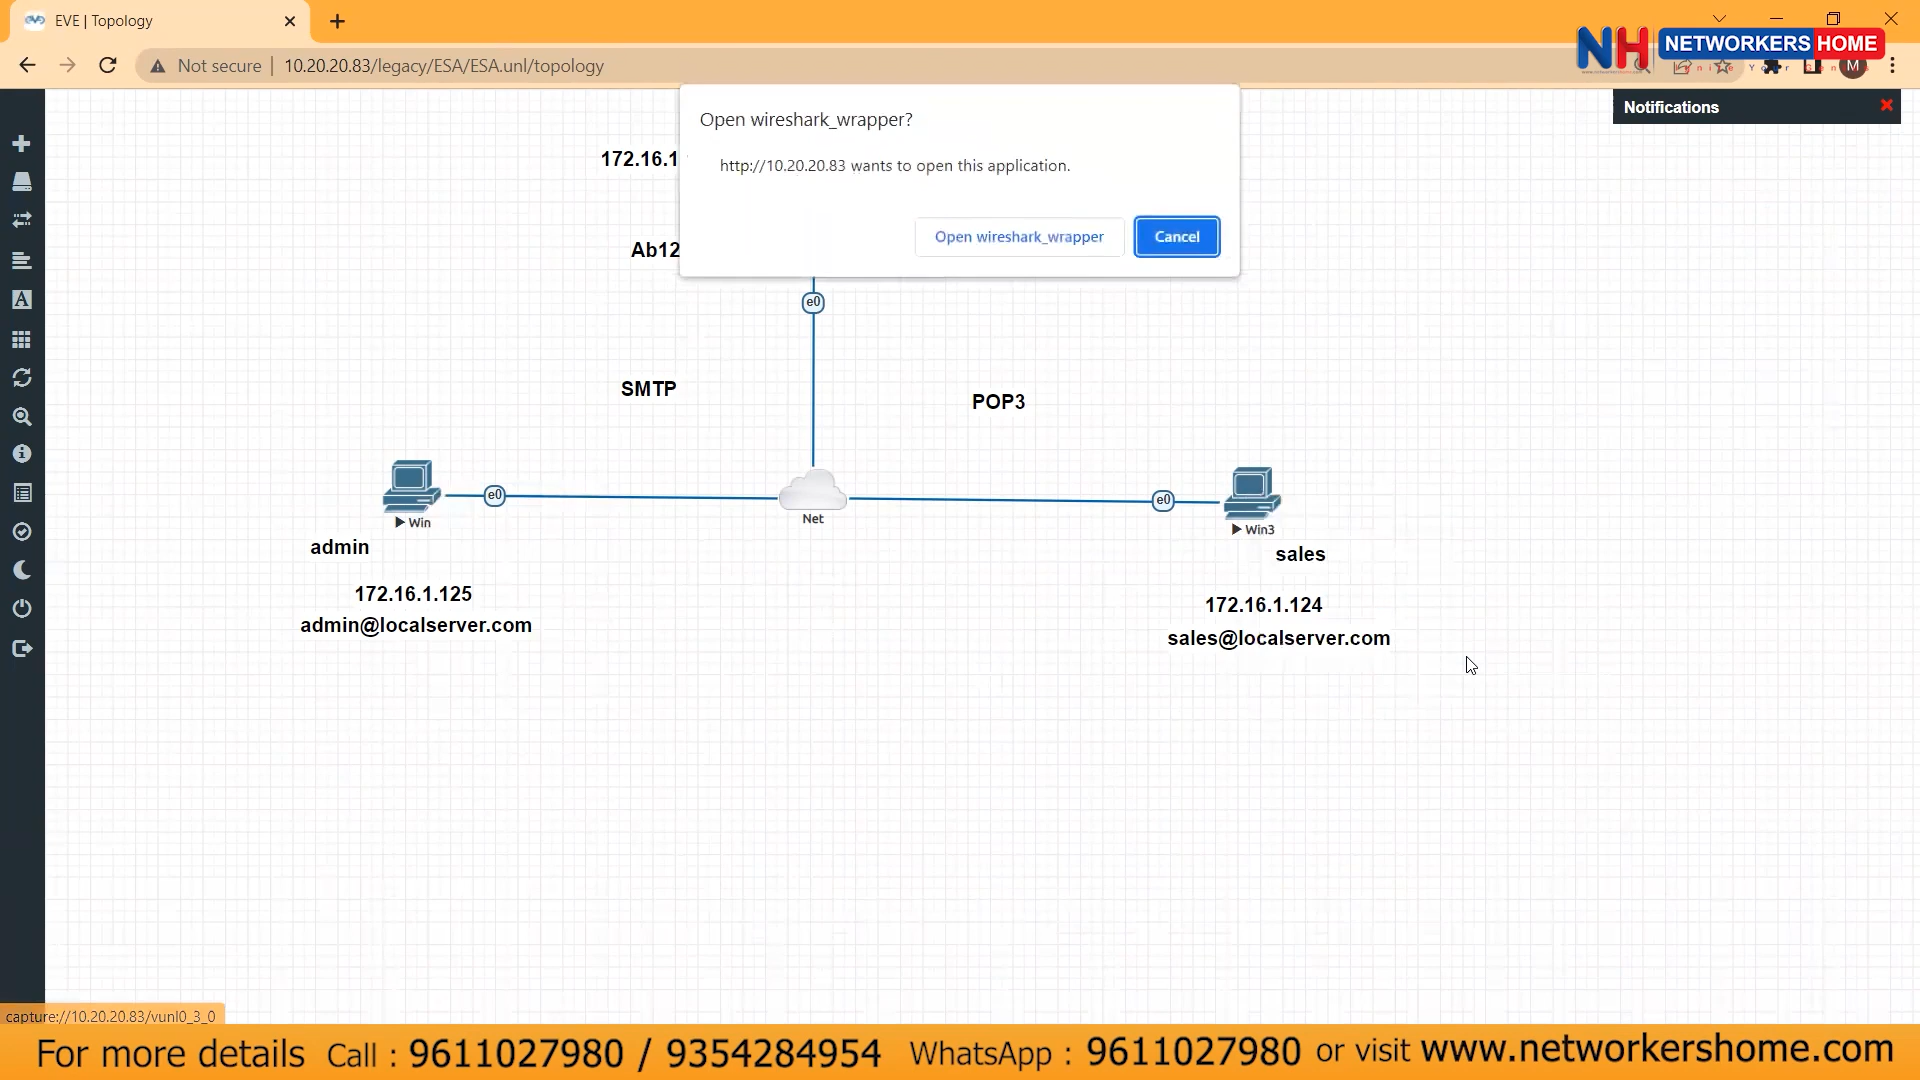 EVE | Topology
NH NETWORKERS HOME
Not secure | 10.20.20.83/legacy/ESA/ESA.unl/topology
M
Open wireshark_wrapper?
http://10.20.20.83 wants to open this application.
Open wireshark_wrapper
Cancel
Notifications
172.16.1
Ab12
e0
SMTP
POP3
e0
e0
Win
Net
Win3
admin
sales
172.16.1.125
172.16.1.124
admin@localserver.com
sales@localserver.com
capture://10.20.20.83/vunl0_3_0
For more details Call : 9611027980 / 9354284954 WhatsApp : 9611027980 or visit www.networkershome.com